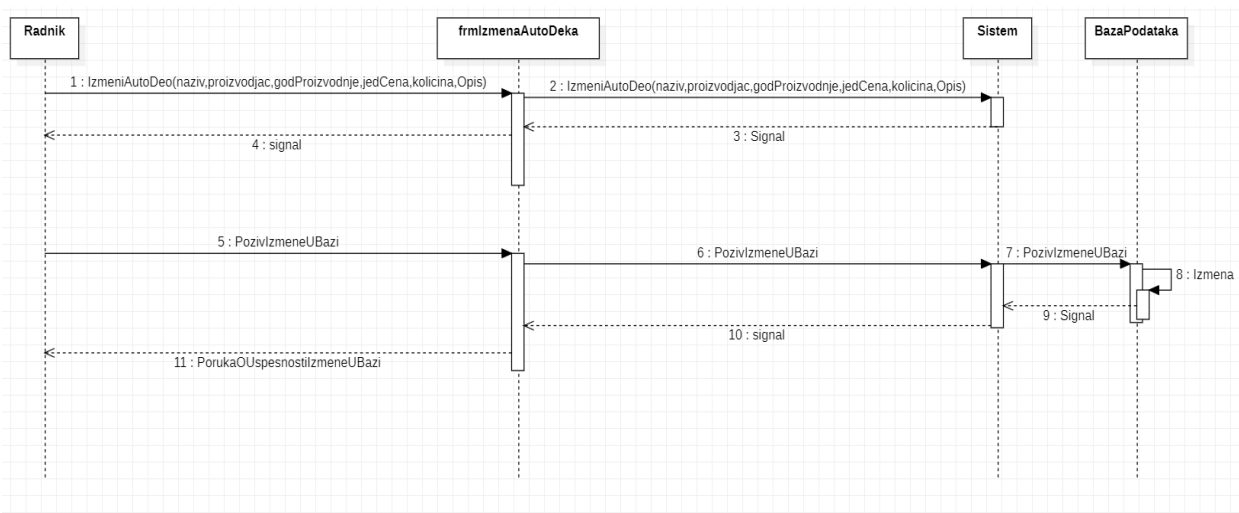 Radnik
frmIzmenaAutoDeka
Sistem
BazaPodataka
1 : IzmeniAutoDeo(naziv,proizvodjac,godProizvodnje,jedCena,kolicina,Opis)
2 : IzmeniAutoDeo(naziv,proizvodjac,godProizvodnje,jedCena,kolicina,Opis)
3 : Signal
4 : signal
5 : PozivIzmeneUBazi
6 : PozivIzmeneUBazi
7 : PozivIzmeneUBazi
8 : Izmena
9 : Signal
10 : signal
11 : PorukaOUspesnostiIzmeneUBazi